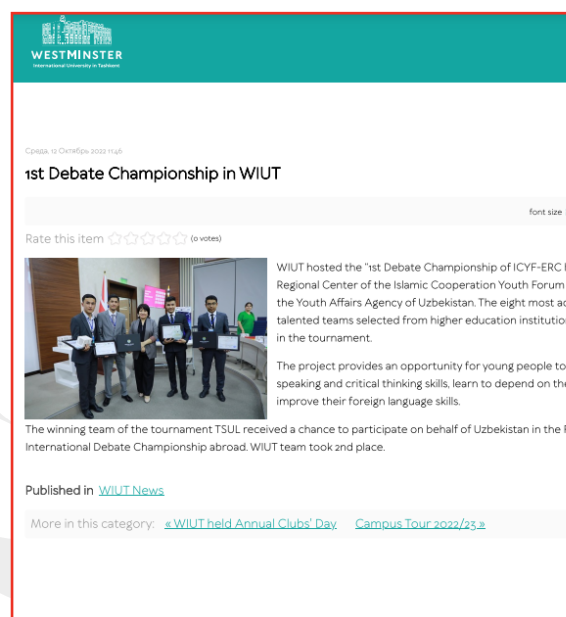 WESTMINSTER
International University in Tashkent
Среда, 12 Октябрь 2022 11:46
1st Debate Championship in WIUT
font size
Rate this item
(0 votes)
WIUT hosted the "1st Debate Championship of ICYF-ERC
Regional Center of the Islamic Cooperation Youth Forum
the Youth Affairs Agency of Uzbekistan. The eight most
talented teams selected from higher education
in the tournament.
The project provides an opportunity for young people to
speaking and critical thinking skills, learn to depend on
improve their foreign language skills.
The winning team of the tournament TSUL received a chance to participate on behalf of Uzbekistan in the
International Debate Championship abroad. WIUT team took 2nd place.
Published in WIUT News
More in this category: « WIUT held Annual Clubs' Day Campus Tour 2022/23 »